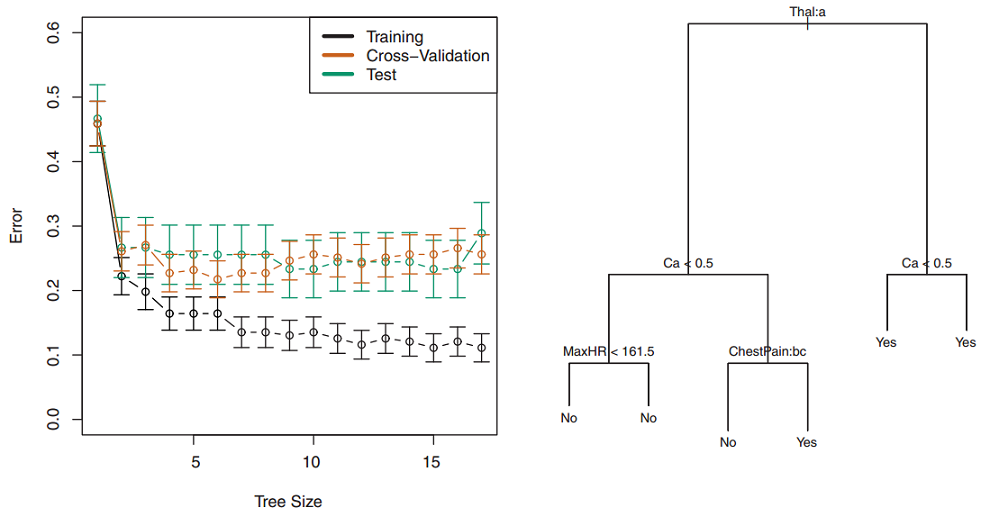 Error
0.0
0.1
0.2
0.3
0.4
0.5
0.6
Training
Cross−Validation
Test
5
10
15
Tree Size
Thal:a
Ca < 0.5
Ca < 0.5
MaxHR < 161.5
ChestPain:bc
Yes
Yes
No
No
No
Yes